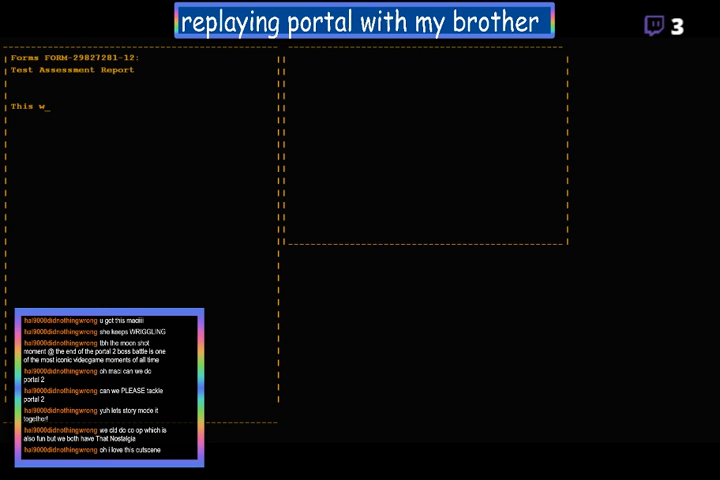 replaying portal with my brother
3
Forms FORM-29827281-12:
Test Assessment Report
This w_
hal9000didnothingwrong u got this maciiii
hal9000didnothingwrong she keeps WRIGGLING
hal9000didnothingwrong tbh the moon shot
moment @ the end of the portal 2 boss battle is one
of the most iconic videogame moments of all time
hal9000didnothingwrong oh maci can we do
portal 2
hal9000didnothingwrong can we PLEASE tackle
portal 2
hal9000didnothingwrong yuh lets story mode it
together!
hal9000didnothingwrong we cld do co op which is
also fun but we both have That Nostalgia
hal9000didnothingwrong oh i love this cutscene